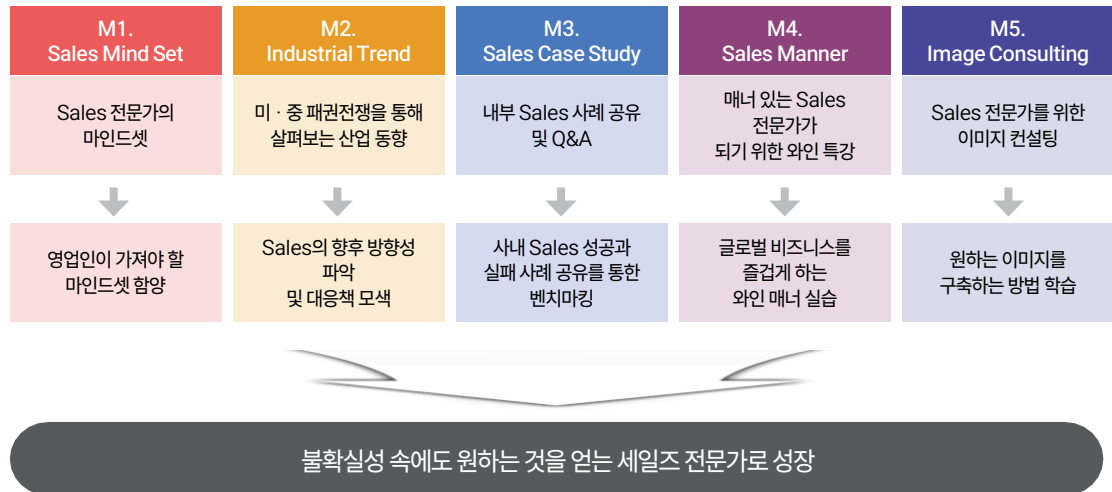 M1.
Sales Mind Set
M2.
Industrial Trend
M3.
Sales Case Study
M4.
Sales Manner
M5.
Image Consulting
Sales 전문가의
마인드셋
미 · 중 패권전쟁을 통해
살펴보는 산업 동향
내부 Sales 사례 공유
및 Q&A
매너 있는 Sales
전문가가
되기 위한 와인 특강
Sales 전문가를 위한
이미지 컨설팅
영업인이 가져야 할
마인드셋 함양
Sales의 향후 방향성
파악
및 대응책 모색
사내 Sales 성공과
실패 사례 공유를 통한
벤치마킹
글로벌 비즈니스를
즐겁게 하는
와인 매너 실습
원하는 이미지를
구축하는 방법 학습
불확실성 속에도 원하는 것을 얻는 세일즈 전문가로 성장